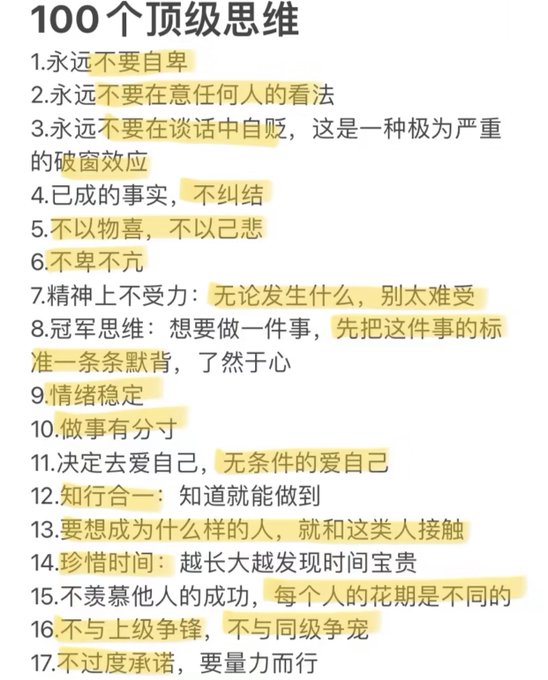 100个顶级思维
1.永远不要自卑
2.永远不要在意任何人的看法
3.永远不要在谈话中自贬，这是一种极为严重
的破窗效应
4.已成的事实，不纠结
5.不以物喜，不以己悲
6.不卑不亢
7.精神上不受力：无论发生什么，别太难受
8.冠军思维：想要做一件事，先把这件事的标
准一条条默背，了然于心
9.情绪稳定
10.做事有分寸
11.决定去爱自己，无条件的爱自己
12.知行合一：知道就能做到
13.要想成为什么样的人，就和这类人接触
14.珍惜时间：越长大越发现时间宝贵
15.不羡慕他人的成功，每个人的花期是不同的
16.不与上级争锋，不与同级争宠
17.不过度承诺，要量力而行